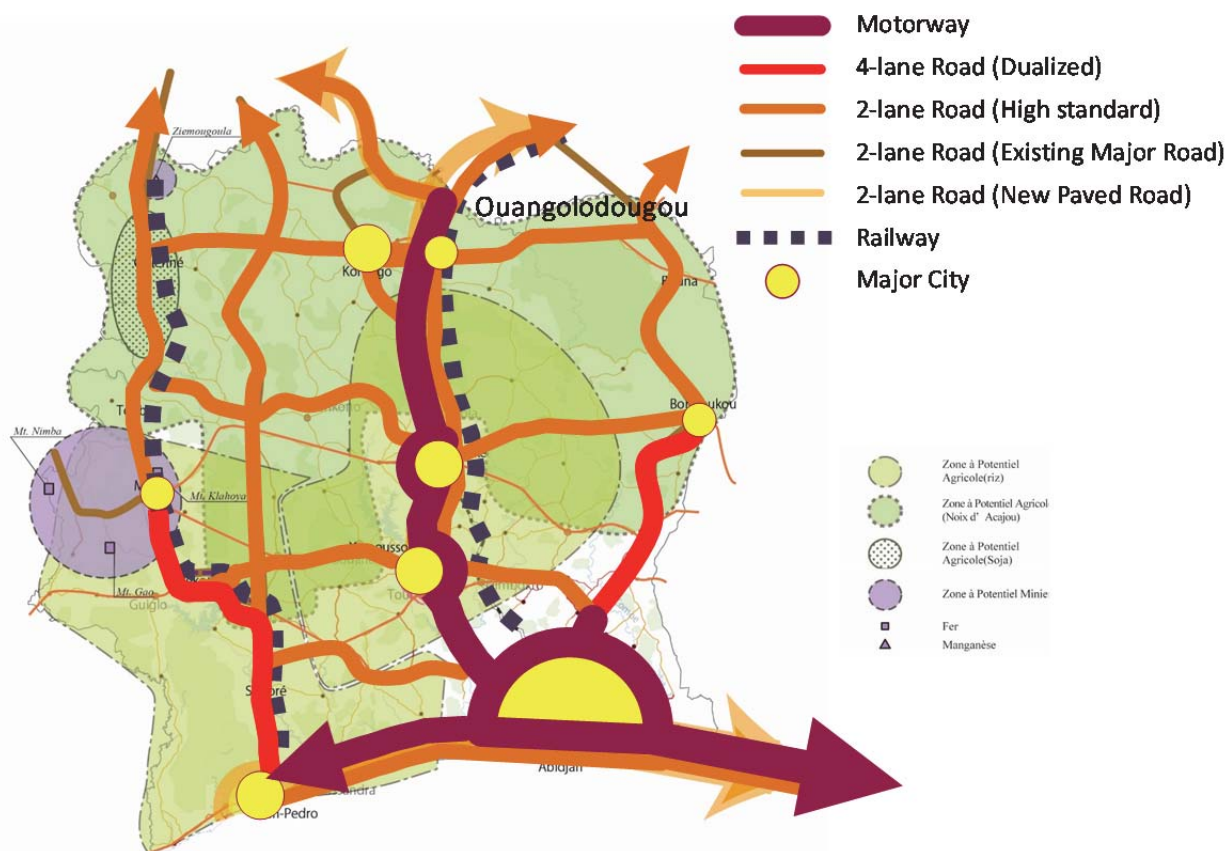 Motorway
4-lane Road (Dualized)
2-lane Road (High standard)
2-lane Road (Existing Major Road)
2-lane Road (New Paved Road)
Railway
Major City
Ziemougoula
Ouangolodougou
Mt. Nimba
Mt. Klahoya
Mt. Gao
Guiglo
Abidjan
Zone à Potentiel
Agricole(riz)
Zone à Potentiel Agricol
(Noix d' Acajou)
Zone à Potentiel
Agricole(Soja)
Zone à Potentiel Minie
Fer
Manganèse